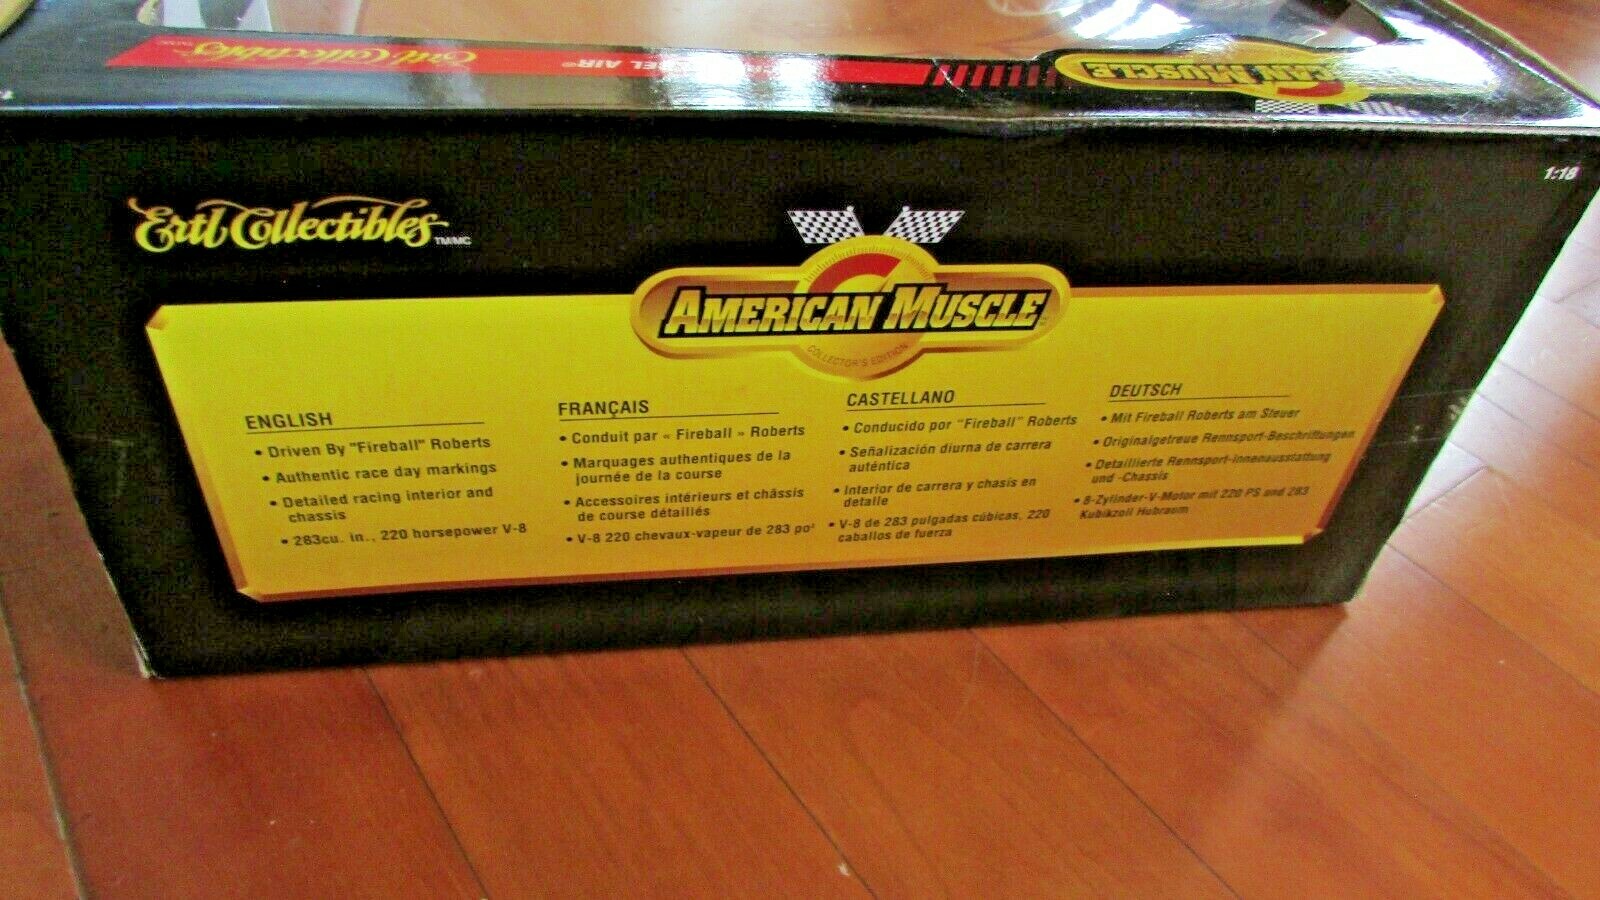 Ertl Collectibles
BEL AIR®
AMERICAN MUSCLE
1:18
Ertl Collectibles TM/MC
AMERICAN MUSCLE
COLLECTOR'S EDITION
ENGLISH
• Driven By "Fireball" Roberts
• Authentic race day markings
• Detailed racing interior and
chassis
• 283cu. in., 220 horsepower V-8
FRANÇAIS
• Conduit par « Fireball » Roberts
• Marquages authentiques de la
journée de la course
• Accessoires intérieurs et châssis
de course détaillés
• V-8 220 chevaux-vapeur de 283 po³
CASTELLANO
• Conducido por "Fireball" Roberts
• Señalización diurna de carrera
auténtica
• Interior de carrera y chasis en
detalle
• V-8 de 283 pulgadas cúbicas, 220
caballos de fuerza
DEUTSCH
• Mit Fireball Roberts am Steuer
• Originalgetreue Rennsport-Beschriftungen
• Detaillierte Rennsport-Innenausstattung
und -Chassis
• 8-Zylinder-V-Motor mit 220 PS und 283
Kubikzoll Hubraum